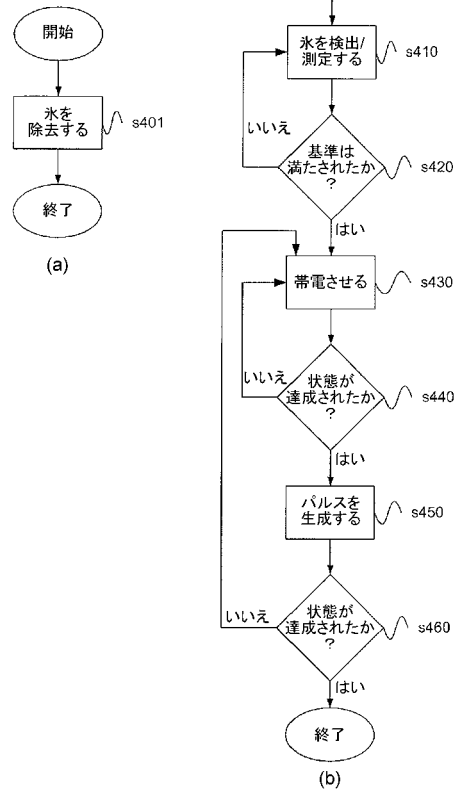 開始
氷を
除去する
s401
終了
(a)
氷を検出/
測定する
s410
いいえ
基準は
満たされたか
?
s420
はい
帯電させる
s430
いいえ
状態が
達成されたか
?
s440
はい
パルスを
生成する
s450
いいえ
状態が
達成されたか
?
s460
はい
終了
(b)